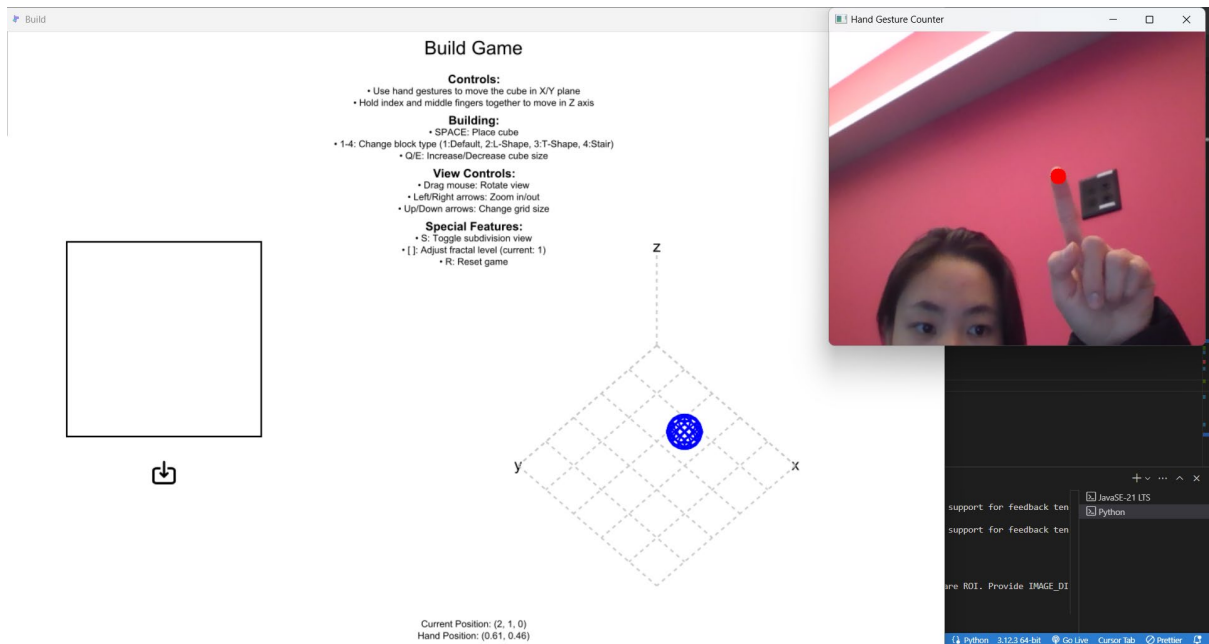 Build
Hand Gesture Counter
Build Game
Controls:
• Use hand gestures to move the cube in X/Y plane
• Hold index and middle fingers together to move in Z axis
Building:
• SPACE: Place cube
• 1-4: Change block type (1:Default, 2:L-Shape, 3:T-Shape, 4:Stair)
• Q/E: Increase/Decrease cube size
View Controls:
• Drag mouse: Rotate view
• Left/Right arrows: Zoom in/out
• Up/Down arrows: Change grid size
Special Features:
• S: Toggle subdivision view
• [ ]: Adjust fractal level (current: 1)
• R: Reset game
z
y
x
Current Position: (2, 1, 0)
Hand Position: (0.61, 0.46)
JavaSE-21 LTS
Python
support for feedback ten
support for feedback ten
are ROI. Provide IMAGE_DI
Python 3.12.3 64-bit Go Live Cursor Tab Prettier